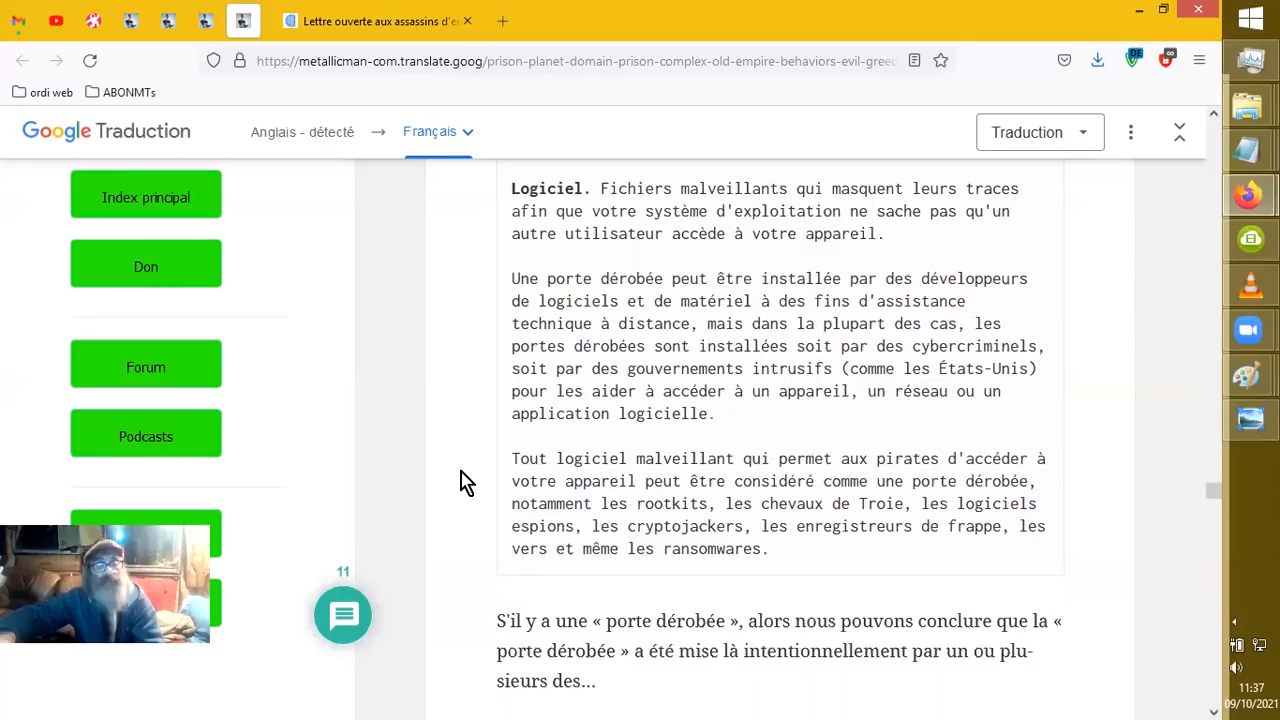 Lettre ouverte aux assassins d'e
https://metallicman-com.translate.goog/prison-planet-domain-prison-complex-old-empire-behaviors-evil-greed
DE
∞
ordi web
ABONMTs
Google Traduction
Anglais - détecté
Français
Traduction
Index principal
Don
Forum
Podcasts
11
Logiciel. Fichiers malveillants qui masquent leurs traces
afin que votre système d'exploitation ne sache pas qu'un
autre utilisateur accède à votre appareil.
Une porte dérobée peut être installée par des développeurs
de logiciels et de matériel à des fins d'assistance
technique à distance, mais dans la plupart des cas, les
portes dérobées sont installées soit par des cybercriminels,
soit par des gouvernements intrusifs (comme les États-Unis)
pour les aider à accéder à un appareil, un réseau ou un
application logicielle.
Tout logiciel malveillant qui permet aux pirates d'accéder à
votre appareil peut être considéré comme une porte dérobée,
notamment les rootkits, les chevaux de Troie, les logiciels
espions, les cryptojackers, les enregistreurs de frappe, les
vers et même les ransomwares.
S'il y a une « porte dérobée », alors nous pouvons conclure que la «
porte dérobée » a été mise là intentionnellement par un ou plu-
sieurs des…
11:37
09/10/2021